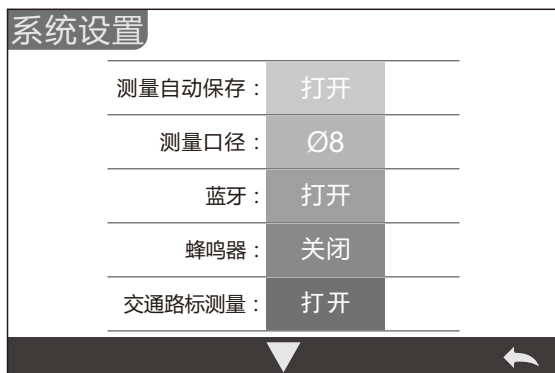 系统设置
测量自动保存： 打开
测量口径： Ø8
蓝牙： 打开
蜂鸣器： 关闭
交通路标测量： 打开